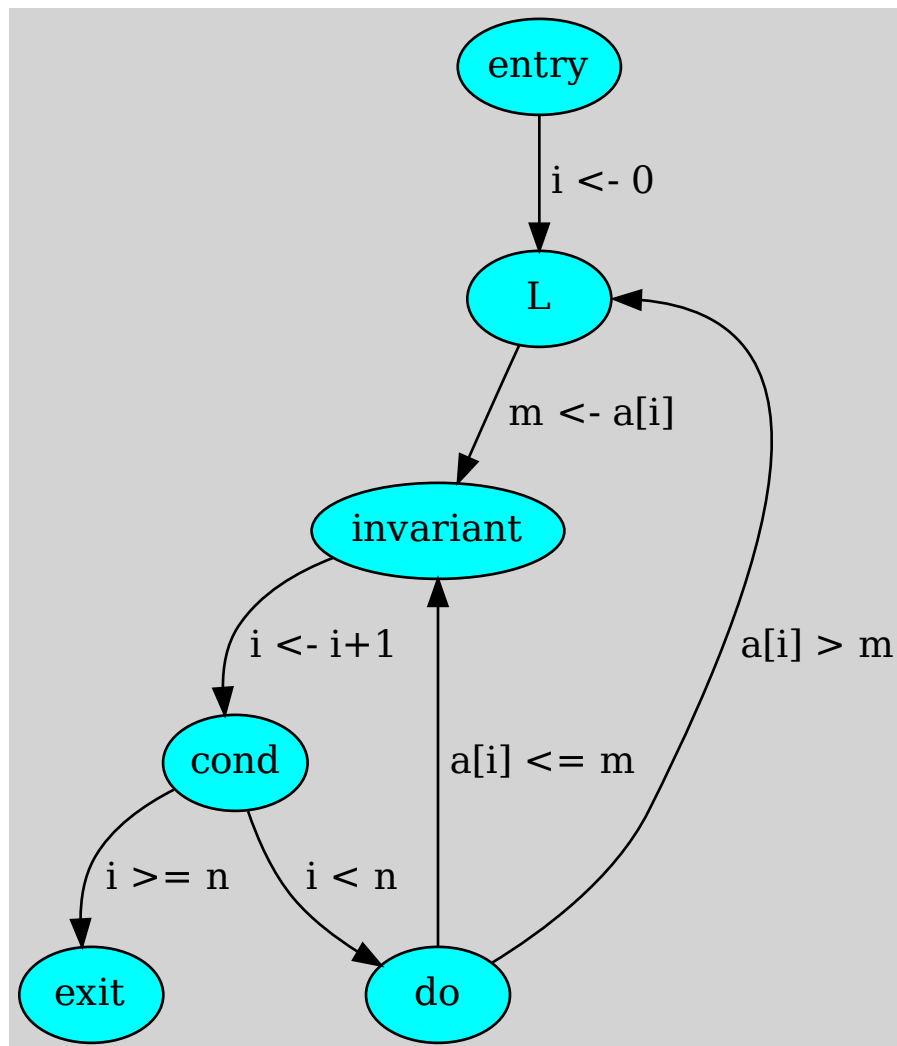 entry
i <- 0
L
m <- a[i]
invariant
i <- i+1
a[i] > m
cond
a[i] <= m
i >= n
i < n
exit
do